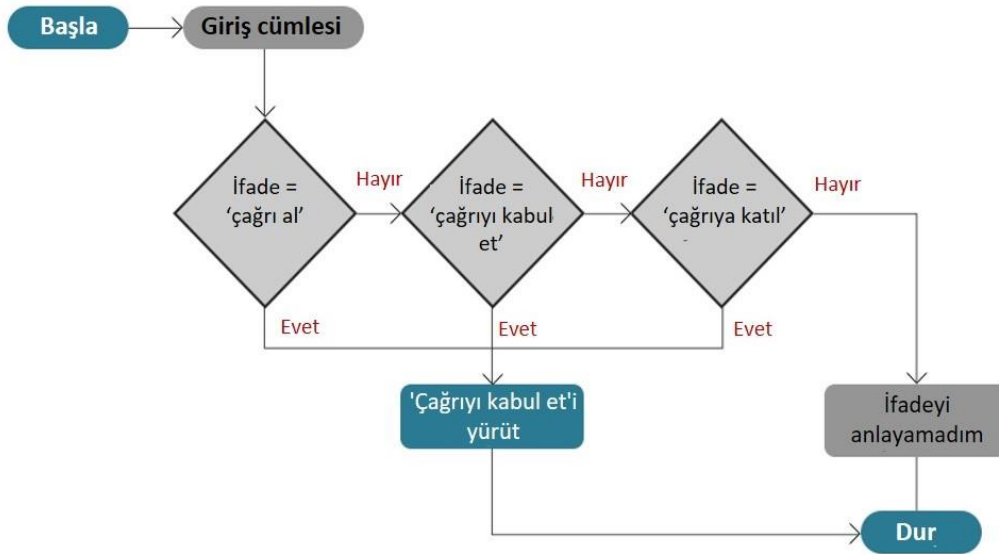 Başla
Giriş cümlesi
İfade =
‘çağrı al’
Hayır
İfade =
‘çağrıyı kabul
et’
Hayır
İfade =
‘çağrıya katıl’
Hayır
Evet
Evet
Evet
'Çağrıyı kabul et'i
yürüt
İfadeyi
anlayamadım
Dur